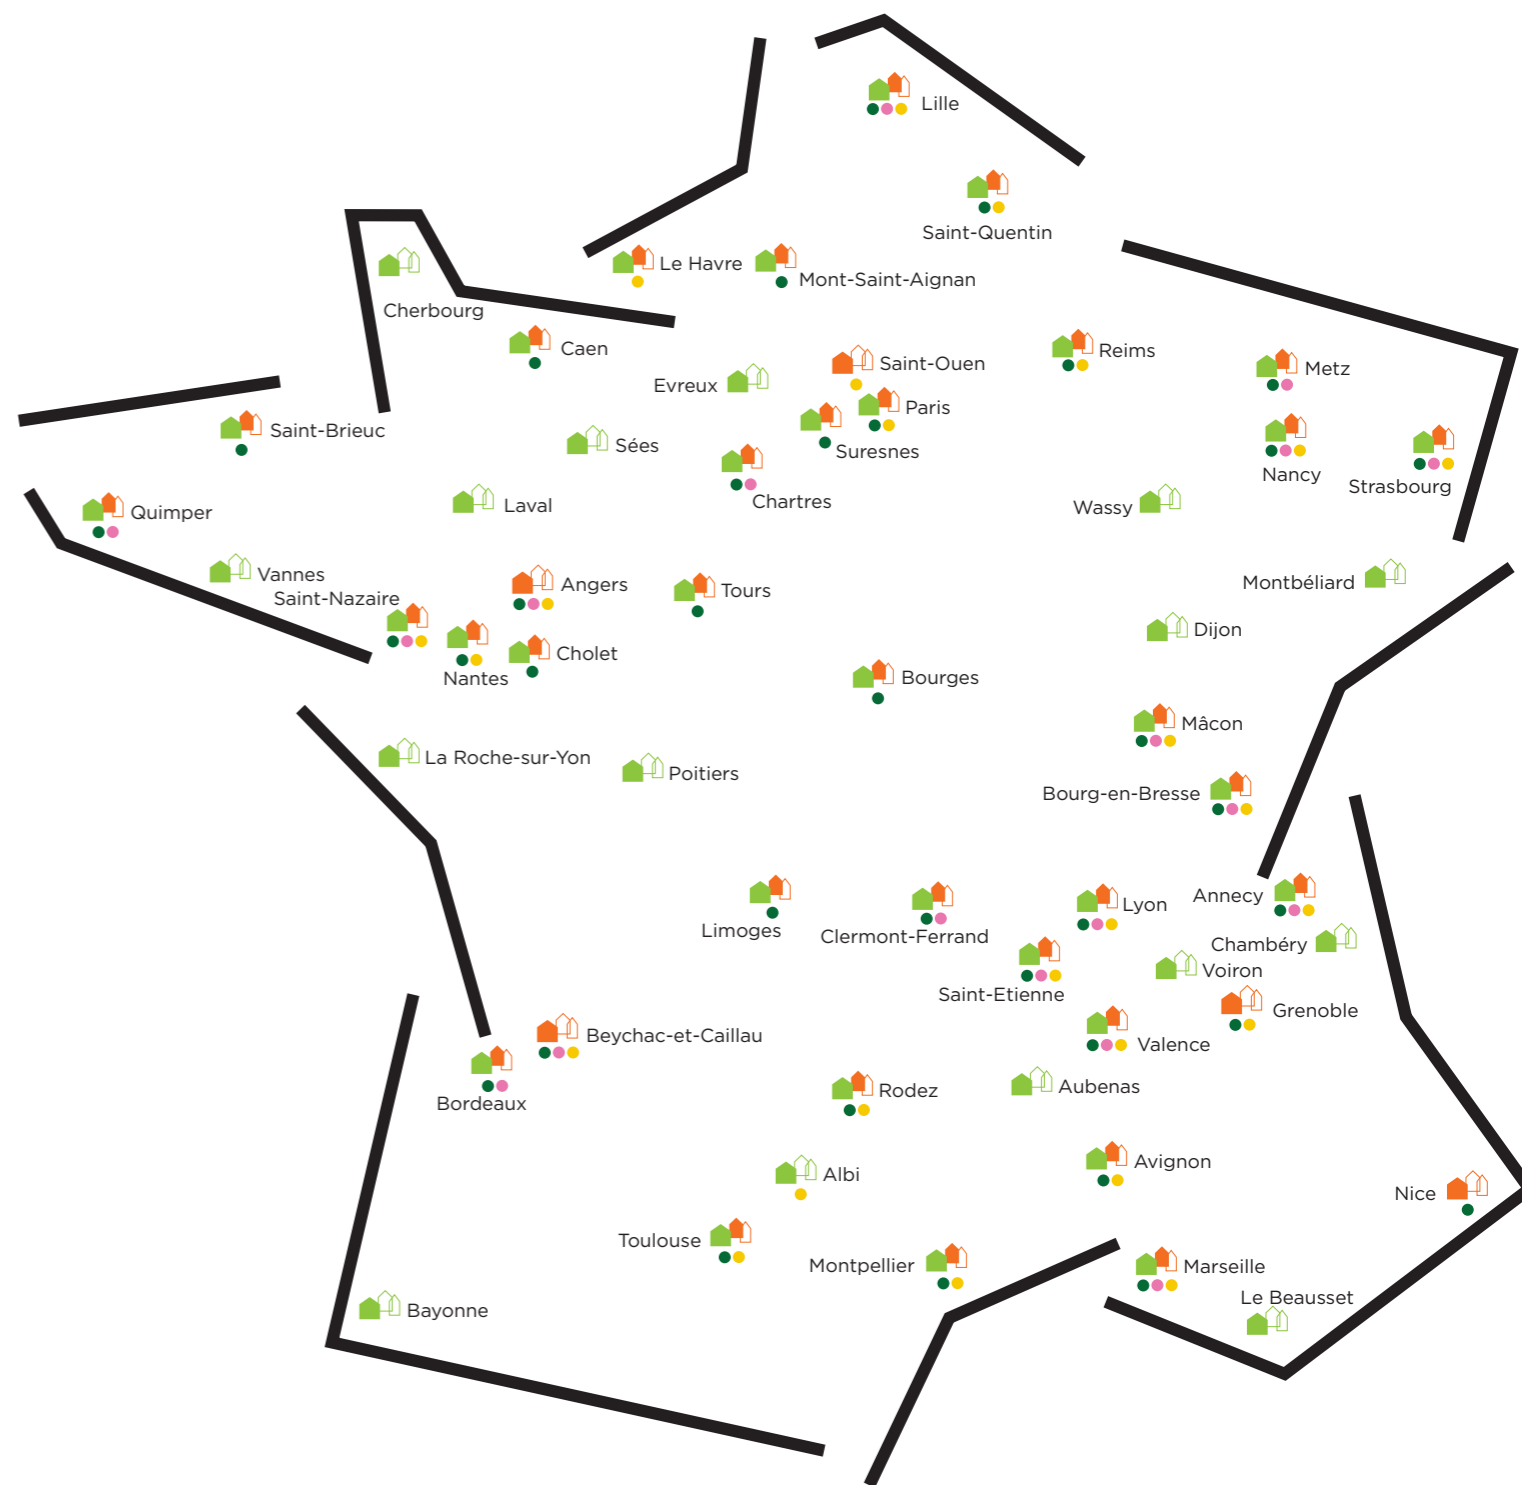 Lille
Saint-Quentin
Le Havre
Mont-Saint-Aignan
Cherbourg
Caen
Saint-Ouen
Reims
Metz
Evreux
Paris
Saint-Brieuc
Sées
Suresnes
Nancy
Strasbourg
Chartres
Laval
Wassy
Quimper
Vannes
Saint-Nazaire
Angers
Tours
Montbéliard
Dijon
Cholet
Nantes
Bourges
Mâcon
La Roche-sur-Yon
Poitiers
Bourg-en-Bresse
Annecy
Lyon
Limoges
Clermont-Ferrand
Chambéry
Voiron
Saint-Etienne
Grenoble
Beychac-et-Caillau
Valence
Aubenas
Rodez
Bordeaux
Avignon
Albi
Nice
Toulouse
Montpellier
Marseille
Le Beausset
Bayonne